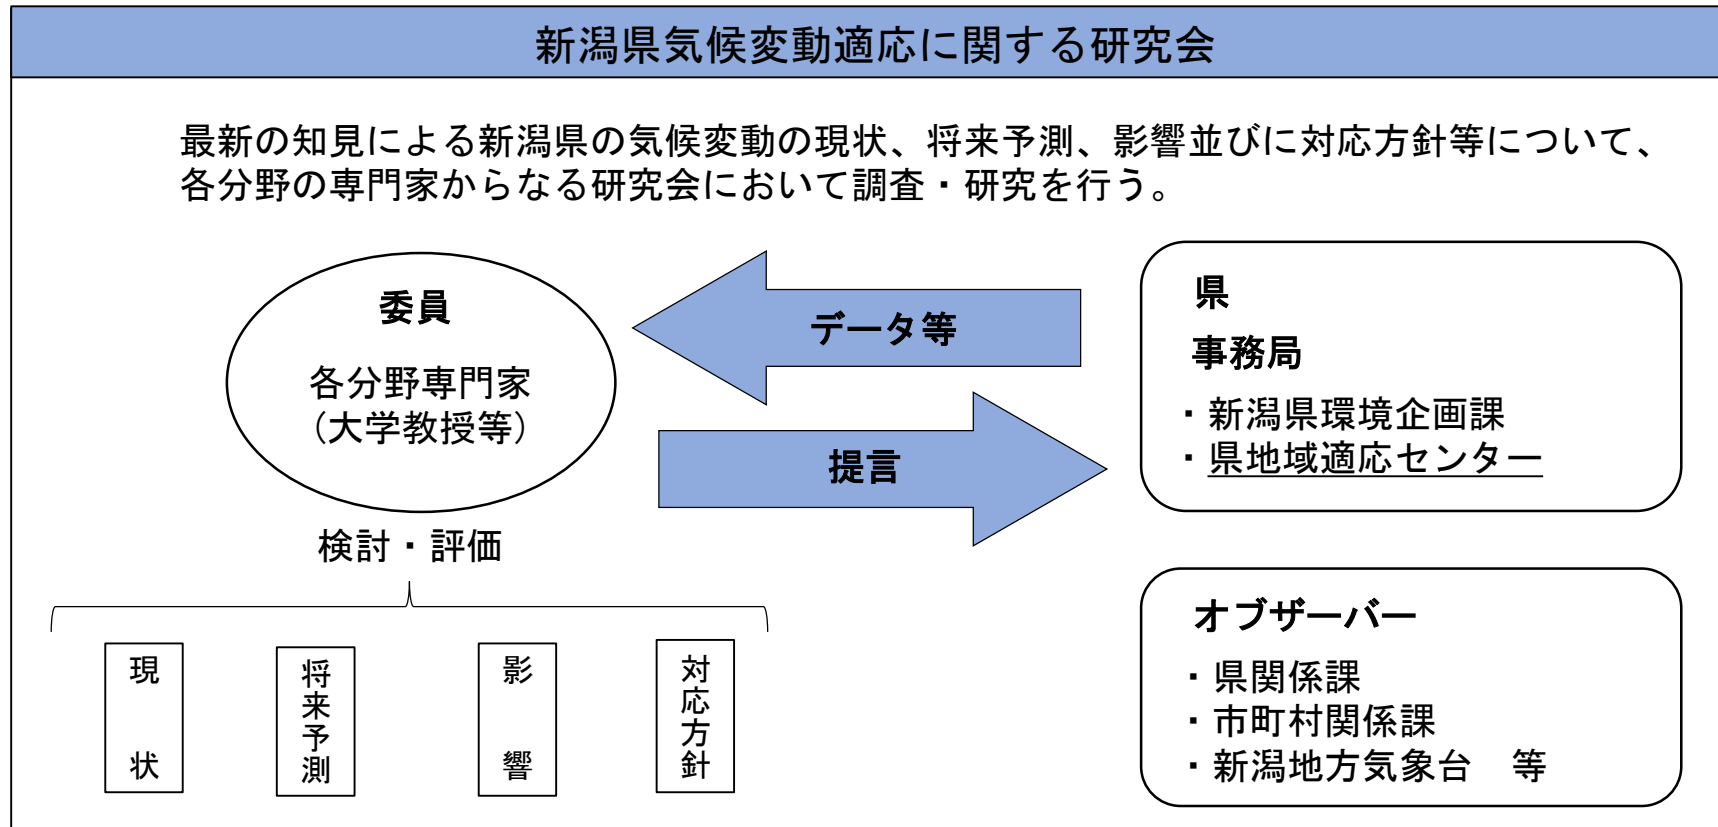 新潟県気候変動適応に関する研究会
最新の知見による新潟県の気候変動の現状、将来予測、影響並びに対応方針等について、
各分野の専門家からなる研究会において調査・研究を行う。
委員
各分野専門家
（大学教授等）
検討・評価
現状
将来予測
影響
対応方針
データ等
提言
県
事務局
・新潟県環境企画課
・県地域適応センター
オブザーバー
・県関係課
・市町村関係課
・新潟地方気象台　等